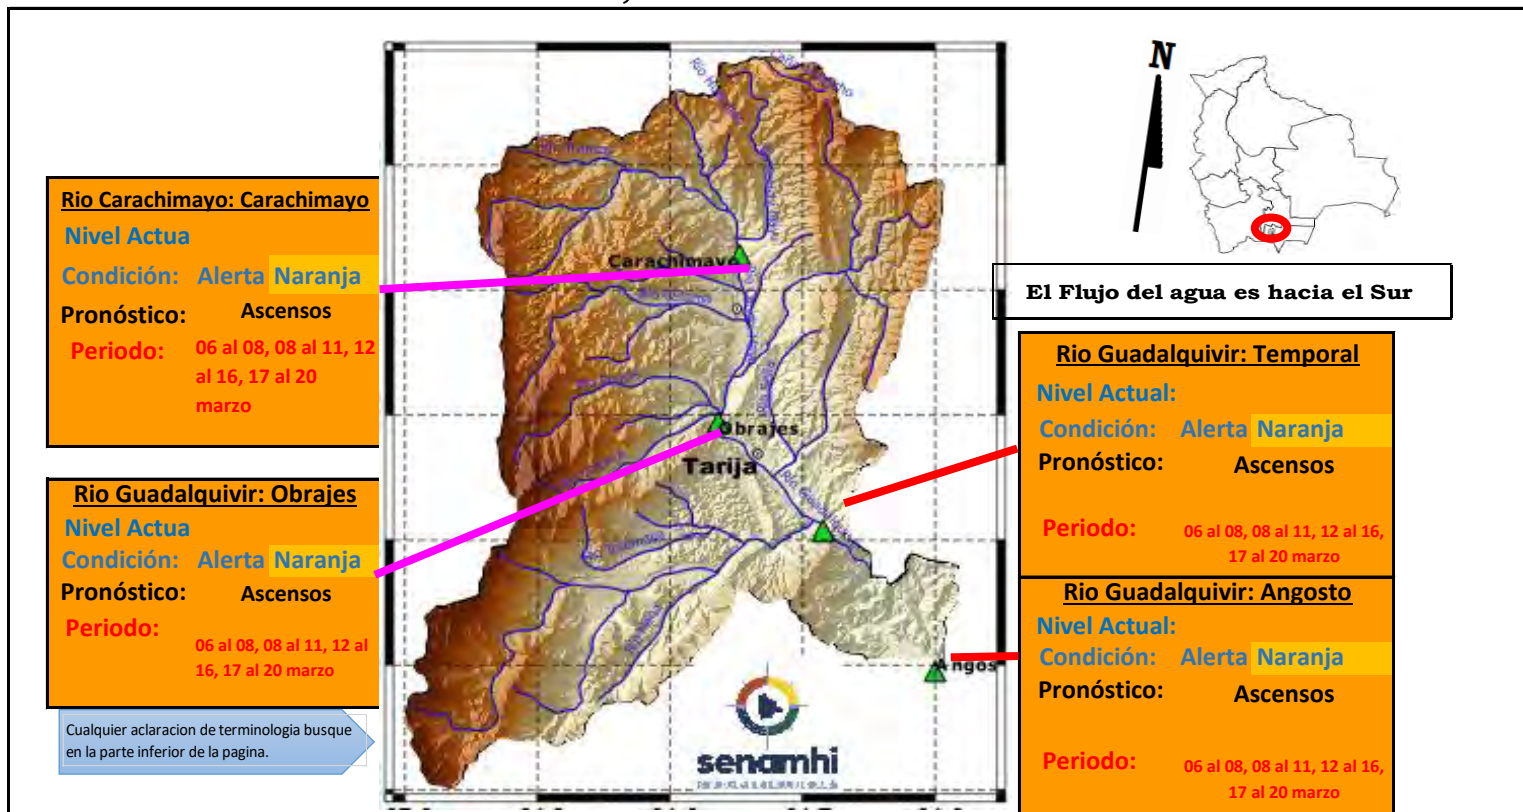 N
El Flujo del agua es hacia el Sur
Rio Carachimayo: Carachimayo
Nivel Actua
Condición: Alerta Naranja
Pronóstico: Ascensos
Periodo: 06 al 08, 08 al 11, 12
al 16, 17 al 20
marzo
Rio Guadalquivir: Obrajes
Nivel Actua
Condición: Alerta Naranja
Pronóstico: Ascensos
Periodo:
06 al 08, 08 al 11, 12 al
16, 17 al 20 marzo
Cualquier aclaracion de terminologia busque
en la parte inferior de la pagina.
Carachimayo
Obrajes
Tarija
Angos
senamhi
Rio Guadalquivir: Temporal
Nivel Actual:
Condición: Alerta Naranja
Pronóstico: Ascensos
Periodo: 06 al 08, 08 al 11, 12 al 16,
17 al 20 marzo
Rio Guadalquivir: Angosto
Nivel Actual:
Condición: Alerta Naranja
Pronóstico: Ascensos
Periodo: 06 al 08, 08 al 11, 12 al 16,
17 al 20 marzo